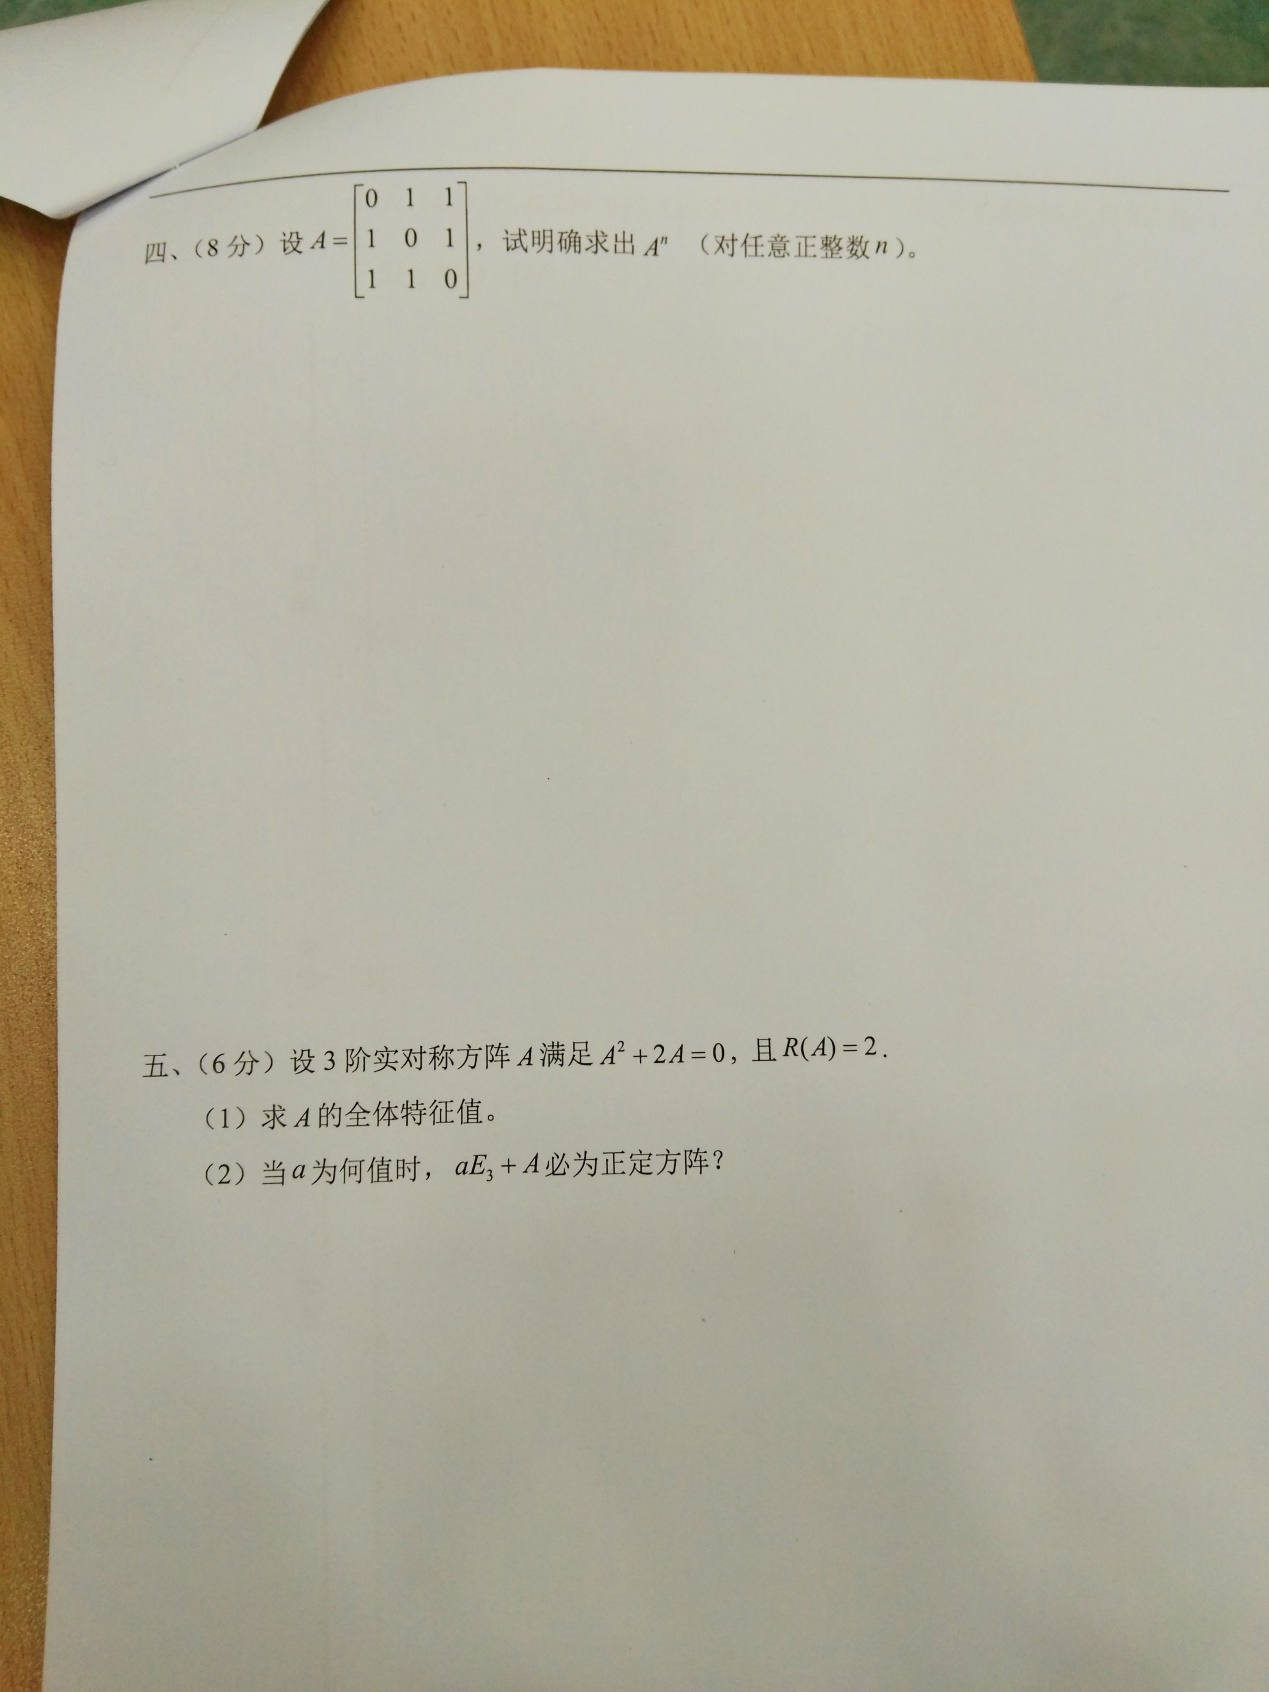 四、（8分）设 A=[0 1 1; 1 0 1; 1 1 0]，试明确求出 Aⁿ （对任意正整数 n）。
五、（6分）设 3 阶实对称方阵 A 满足 A²+2A=0，且 R(A)=2.
（1）求 A 的全体特征值。
（2）当 a 为何值时，aE₃+A 必为正定方阵？